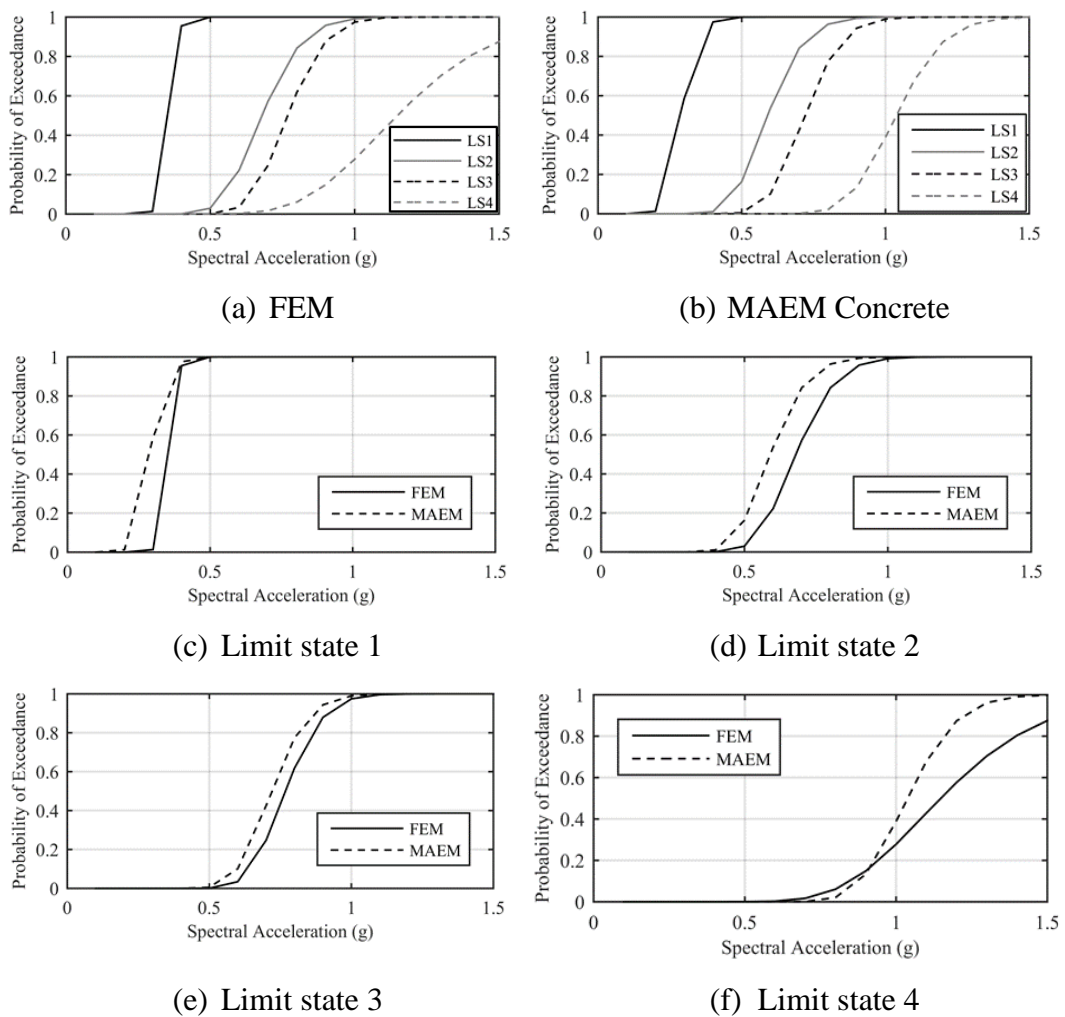 Probability of Exceedance
1
0.8
0.6
0.4
0.2
0
LS1
LS2
LS3
LS4
0 0.5 1 1.5
Spectral Acceleration (g)
(a) FEM
Probability of Exceedance
1
0.8
0.6
0.4
0.2
0
LS1
LS2
LS3
LS4
0 0.5 1 1.5
Spectral Acceleration (g)
(b) MAEM Concrete
Probability of Exceedance
1
0.8
0.6
0.4
0.2
0
FEM
MAEM
0 0.5 1 1.5
Spectral Acceleration (g)
(c) Limit state 1
Probability of Exceedance
1
0.8
0.6
0.4
0.2
0
FEM
MAEM
0 0.5 1 1.5
Spectral Acceleration (g)
(d) Limit state 2
Probability of Exceedance
1
0.8
0.6
0.4
0.2
0
FEM
MAEM
0 0.5 1 1.5
Spectral Acceleration (g)
(e) Limit state 3
Probability of Exceedance
1
0.8
0.6
0.4
0.2
0
FEM
MAEM
0 0.5 1 1.5
Spectral Acceleration (g)
(f) Limit state 4